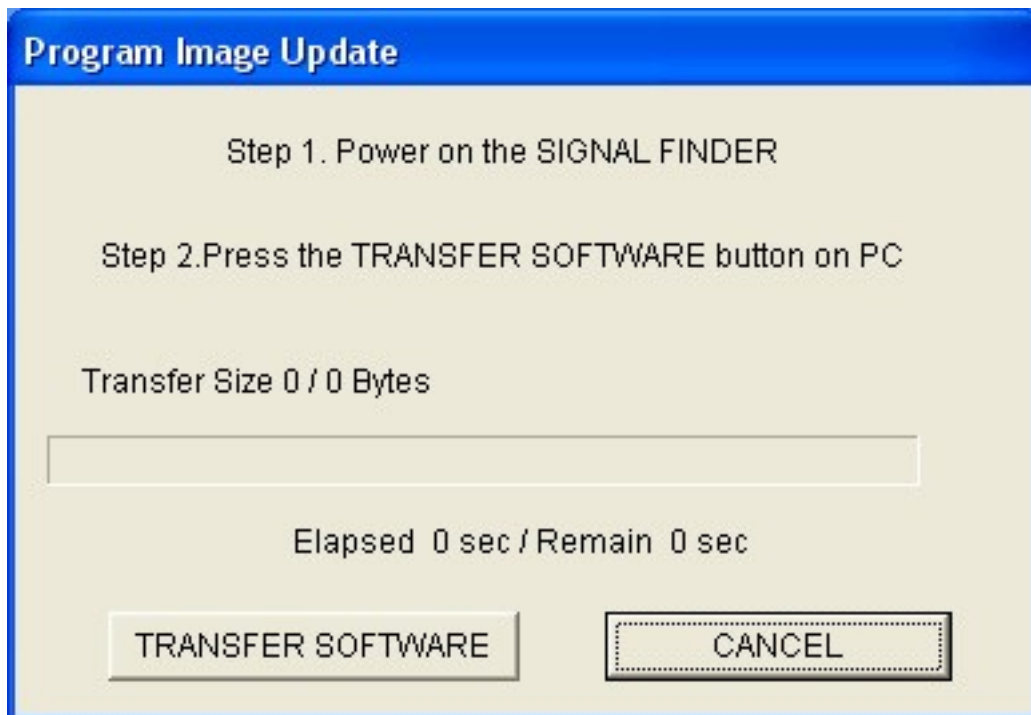 Program Image Update
Step 1. Power on the SIGNAL FINDER
Step 2.Press the TRANSFER SOFTWARE button on PC
Transfer Size 0 / 0 Bytes
Elapsed 0 sec / Remain 0 sec
TRANSFER SOFTWARE
CANCEL